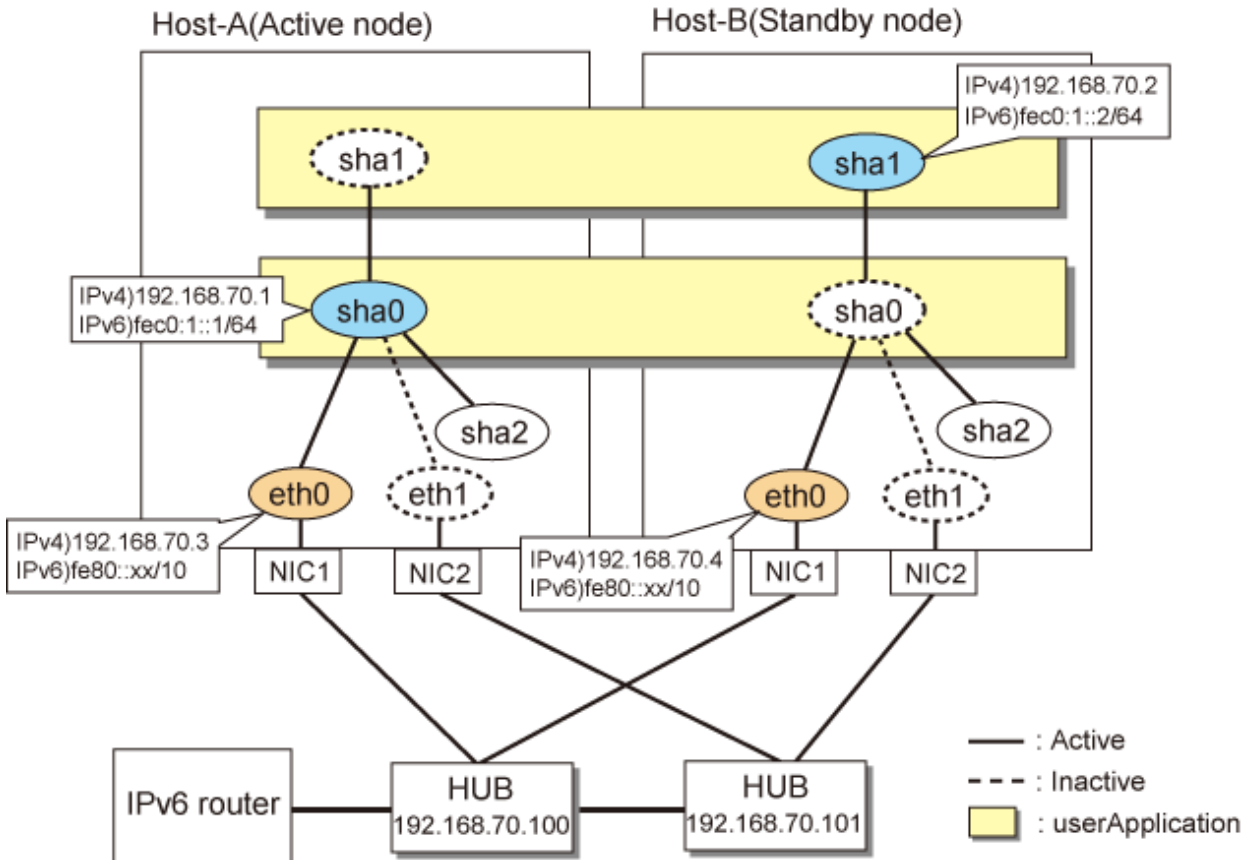 Host-A(Active node)
Host-B(Standby node)
IPv4)192.168.70.2
IPv6)fec0:1::2/64
sha1
sha1
IPv4)192.168.70.1
IPv6)fec0:1::1/64
sha0
sha0
sha2
sha2
eth0
eth1
eth0
eth1
IPv4)192.168.70.3
IPv6)fe80::xx/10
IPv4)192.168.70.4
IPv6)fe80::xx/10
NIC1
NIC2
NIC1
NIC2
IPv6 router
HUB
192.168.70.100
HUB
192.168.70.101
: Active
: Inactive
: userApplication